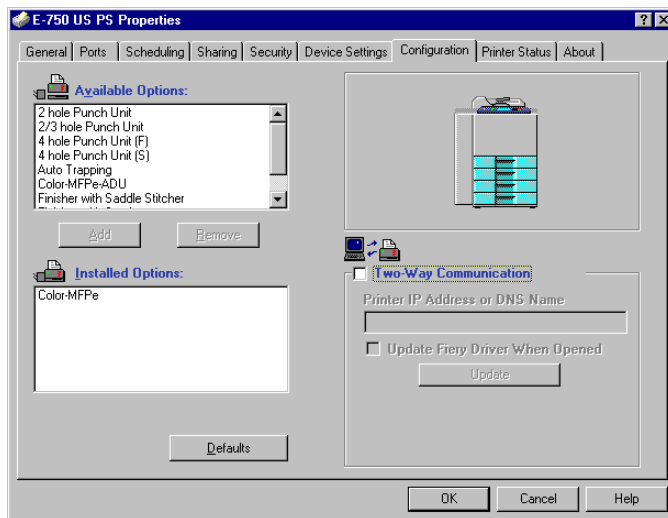 E-750 US PS Properties
General Ports Scheduling Sharing Security Device Settings Configuration Printer Status About
Available Options:
2 hole Punch Unit
2/3 hole Punch Unit
4 hole Punch Unit (F)
4 hole Punch Unit (S)
Auto Trapping
Color-MFPe-ADU
Finisher with Saddle Stitcher
Add Remove
Installed Options:
Color-MFPe
Defaults
Two-Way Communication
Printer IP Address or DNS Name
Update Fiery Driver When Opened
Update
OK Cancel Help